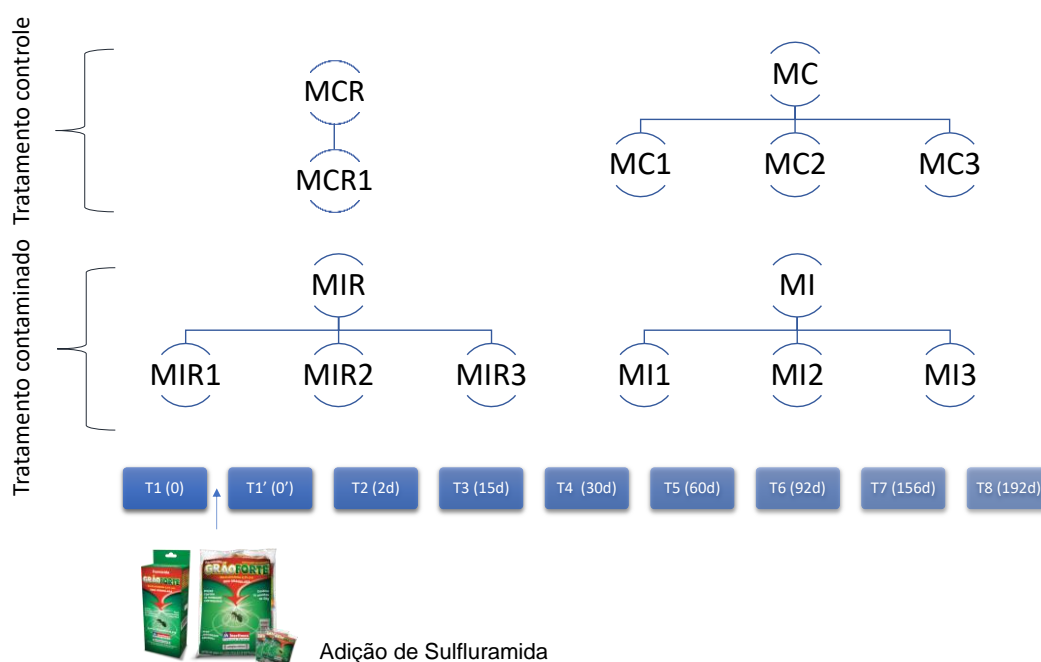 Tratamento controle
MCR
MCR1
MC
MC1 MC2 MC3
Tratamento contaminado
MIR
MIR1 MIR2 MIR3
MI
MI1 MI2 MI3
T1 (0) T1’ (0’) T2 (2d) T3 (15d) T4 (30d) T5 (60d) T6 (92d) T7 (156d) T8 (192d)
GRÃOFORTE
GRÃOFORTE
Adição de Sulfluramida